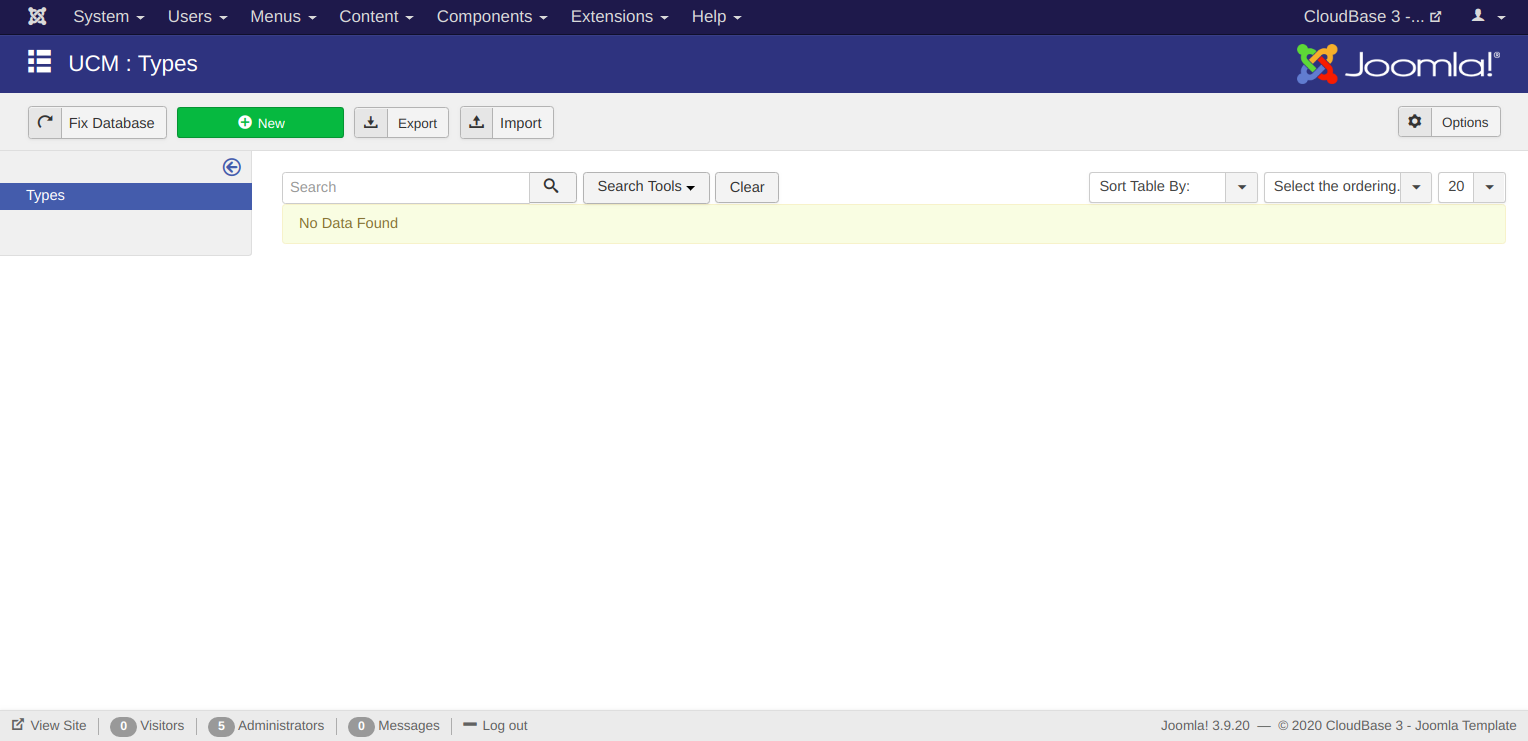 System Users Menus Content Components Extensions Help CloudBase 3 -...
UCM : Types Joomla!®
Fix Database New Export Import Options
Types
Search Search Tools Clear Sort Table By: Select the ordering. 20
No Data Found
View Site 0 Visitors 5 Administrators 0 Messages Log out Joomla! 3.9.20 — © 2020 CloudBase 3 - Joomla Template